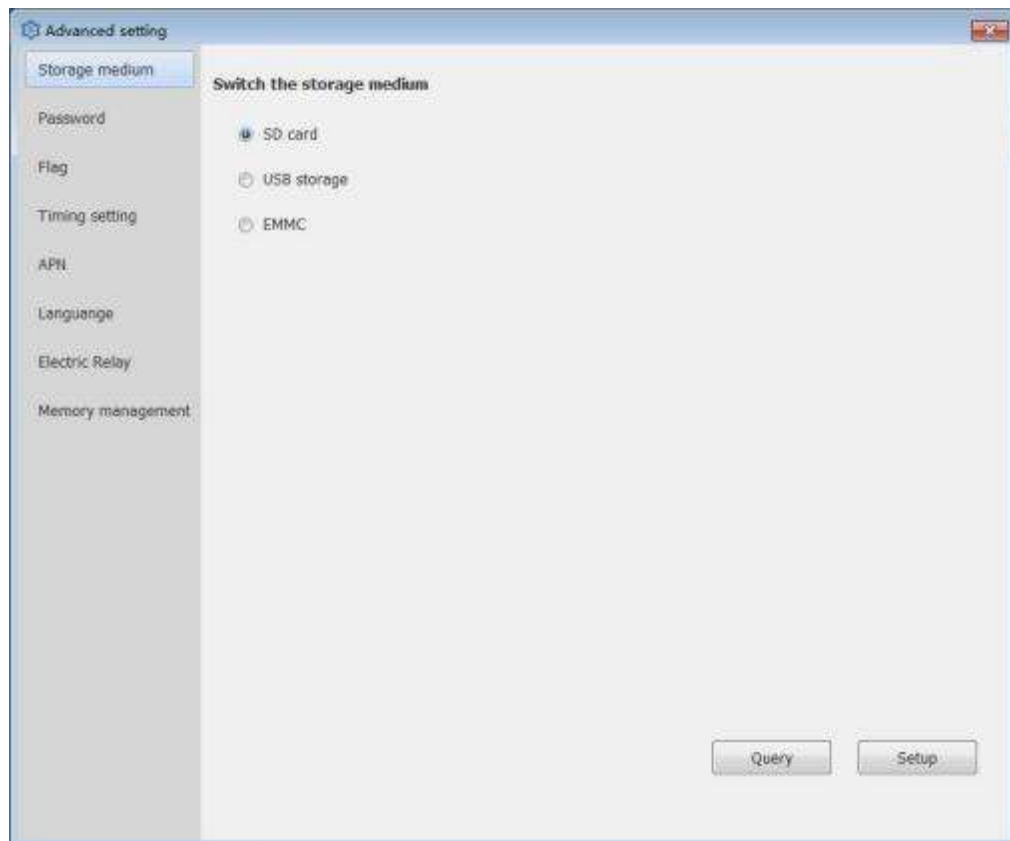 Advanced setting
Storage medium
Password
Flag
Timing setting
APN
Languange
Electric Relay
Memory management
Switch the storage medium
SD card
USB storage
EMMC
Query
Setup